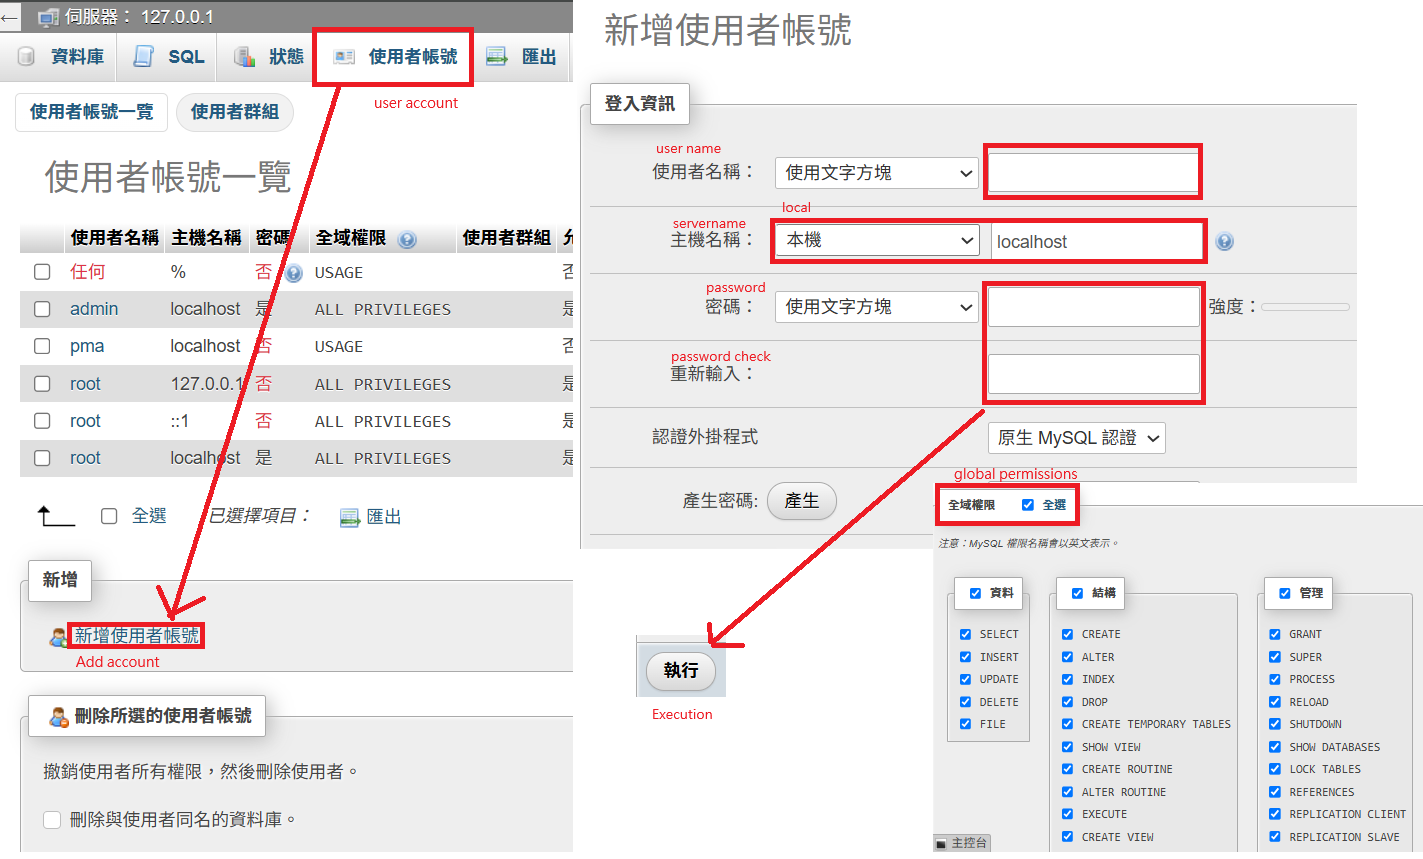 ← 伺服器： 127.0.0.1
資料庫 SQL 狀態 使用者帳號 匯出
user account
使用者帳號一覽 使用者群組
使用者帳號一覽
使用者名稱 主機名稱 密碼 全域權限 使用者群組
任何 % 否 USAGE 否
admin localhost 是 ALL PRIVILEGES 是
pma localhost 否 USAGE 否
root 127.0.0.1 否 ALL PRIVILEGES 是
root ::1 否 ALL PRIVILEGES 是
root localhost 是 ALL PRIVILEGES 是
全選 已選擇項目： 匯出
新增
新增使用者帳號
Add account
刪除所選的使用者帳號
撤銷使用者所有權限，然後刪除使用者。
刪除與使用者同名的資料庫。
新增使用者帳號
登入資訊
user name
使用者名稱： 使用文字方塊
local
servername
主機名稱： 本機 localhost
password
密碼： 使用文字方塊 強度：
password check
重新輸入：
認證外掛程式 原生 MySQL 認證
產生密碼: 產生
執行
Execution
global permissions
全域權限 全選
注意：MySQL 權限名稱會以英文表示。
資料
SELECT
INSERT
UPDATE
DELETE
FILE
結構
CREATE
ALTER
INDEX
DROP
CREATE TEMPORARY TABLES
SHOW VIEW
CREATE ROUTINE
ALTER ROUTINE
EXECUTE
CREATE VIEW
管理
GRANT
SUPER
PROCESS
RELOAD
SHUTDOWN
SHOW DATABASES
LOCK TABLES
REFERENCES
REPLICATION CLIENT
REPLICATION SLAVE
主控台